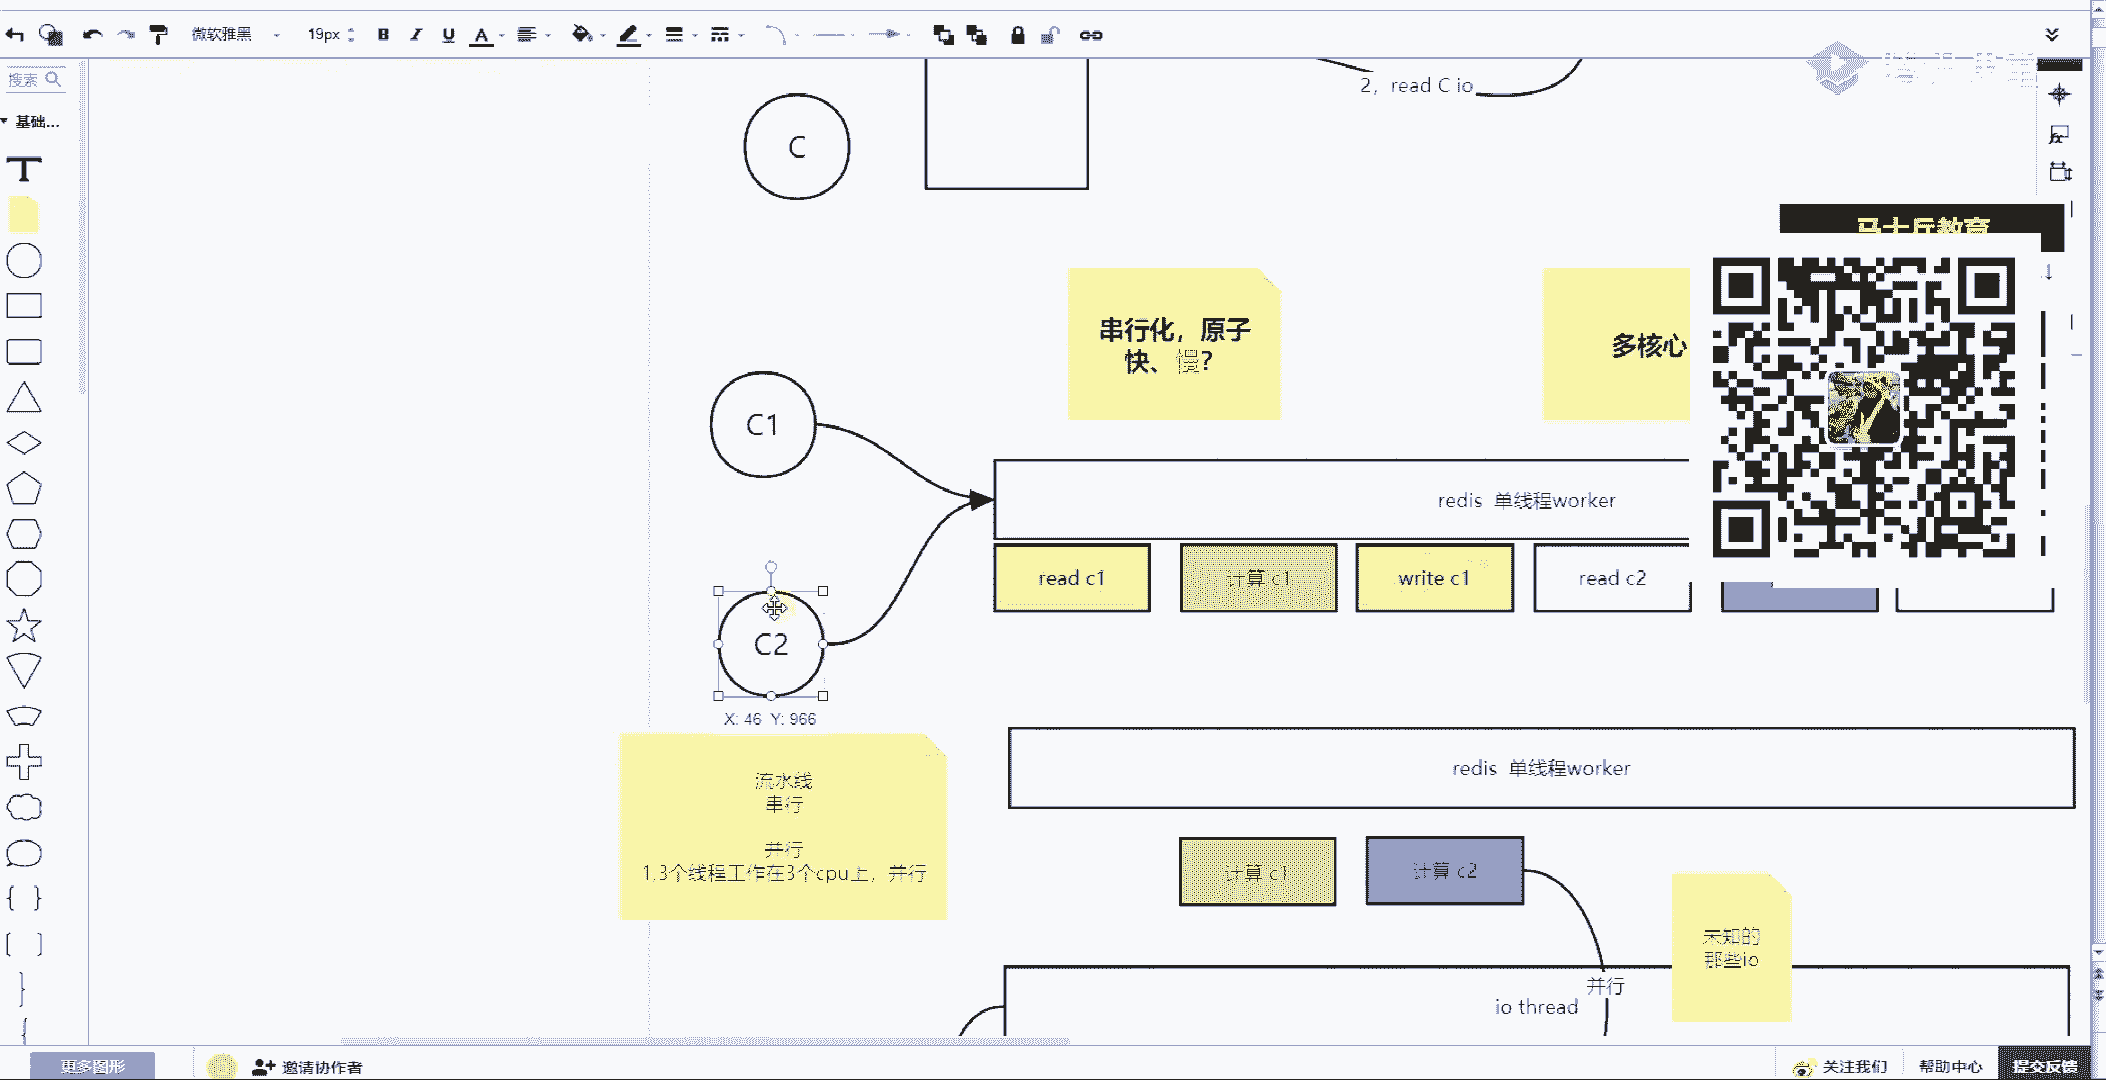 微软雅黑
19px
B I U A
搜索
基础...
T
2，read C io
C
马士兵教育
串行化，原子
快、慢？
多核心
C1
redis 单线程worker
read c1
计算 c1
write c1
read c2
C2
X: 46 Y: 966
流水线
串行
并行
1,3个线程工作在3个cpu上，并行
redis 单线程worker
计算 c1
计算 c2
未知的
那些io
并行
io thread
更多图形
邀请协作者
关注我们
帮助中心
提交反馈